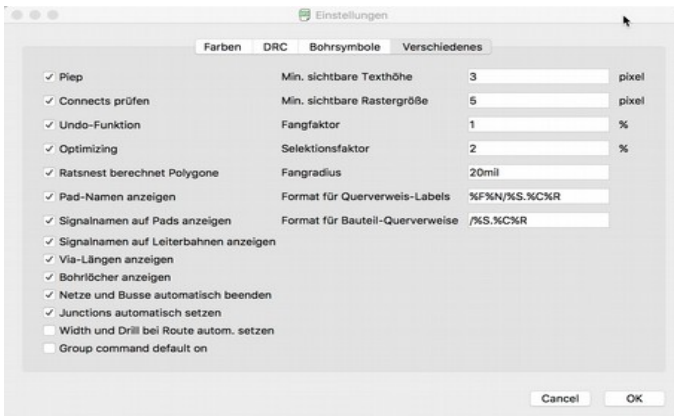 Einstellungen
Farben DRC Bohrsymbole Verschiedenes
Piep Min. sichtbare Texthöhe 3 pixel
Connects prüfen Min. sichtbare Rastergröße 5 pixel
Undo-Funktion Fangfaktor 1 %
Optimizing Selektionsfaktor 2 %
Ratsnest berechnet Polygone Fangradius 20mil
Pad-Namen anzeigen Format für Querverweis-Labels %F%N/%S.%C%R
Signalnamen auf Pads anzeigen Format für Bauteil-Querverweise /%S.%C%R
Signalnamen auf Leiterbahnen anzeigen
Via-Längen anzeigen
Bohrlöcher anzeigen
Netze und Busse automatisch beenden
Junctions automatisch setzen
Width und Drill bei Route autom. setzen
Group command default on
Cancel OK